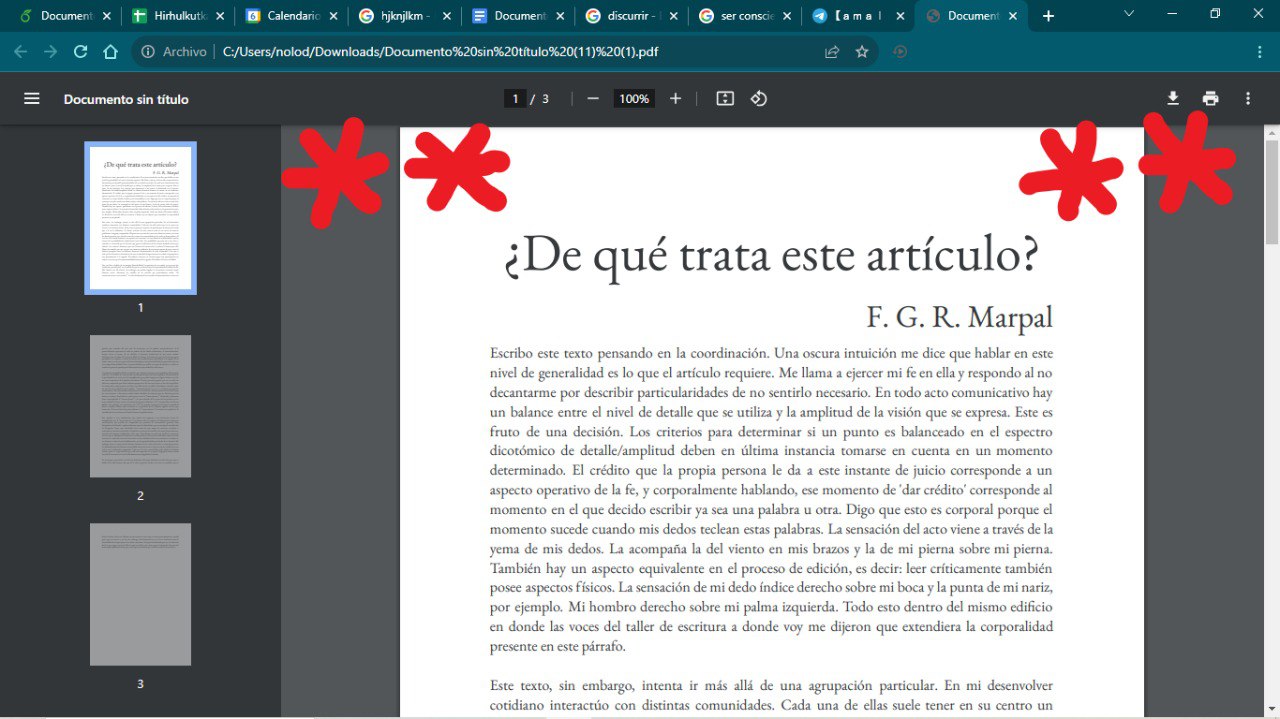 Document
Hirhulkutk
Calendario
hjknjlkm -
Document
discurrir -
ser conscie
【 a m a l
Document
Archivo
C:/Users/nolod/Downloads/Documento%20sin%20título%20(11)%20(1).pdf
Documento sin título
1 / 3
100%
1
2
3
¿De qué trata este artículo?
F. G. R. Marpal
Escribo este texto pensando en la coordinación. Una oscura intuición me dice que hablar en este
nivel de generalidad es lo que el artículo requiere. Me llama a ejercer mi fe en ella y respondo al no
decantarme por describir particularidades de no sentirlo necesario. En todo acto comunicativo hay
un balance entre el nivel de detalle que se utiliza y la amplitud de la visión que se expresa. Este es
fruto de una decisión. Los criterios para determinar si un punto es balanceado en el espectro
dicotómico de detalle/amplitud deben en última instancia tomarse en cuenta en un momento
determinado. El crédito que la propia persona le da a este instante de juicio corresponde a un
aspecto operativo de la fe, y corporalmente hablando, ese momento de 'dar crédito' corresponde al
momento en el que decido escribir ya sea una palabra u otra. Digo que esto es corporal porque el
momento sucede cuando mis dedos teclean estas palabras. La sensación del acto viene a través de la
yema de mis dedos. La acompaña la del viento en mis brazos y la de mi pierna sobre mi pierna.
También hay un aspecto equivalente en el proceso de edición, es decir: leer críticamente también
posee aspectos físicos. La sensación de mi dedo índice derecho sobre mi boca y la punta de mi nariz,
por ejemplo. Mi hombro derecho sobre mi palma izquierda. Todo esto dentro del mismo edificio
en donde las voces del taller de escritura a donde voy me dijeron que extendiera la corporalidad
presente en este párrafo.
Este texto, sin embargo, intenta ir más allá de una agrupación particular. En mi desenvolver
cotidiano interactúo con distintas comunidades. Cada una de ellas suele tener en su centro un